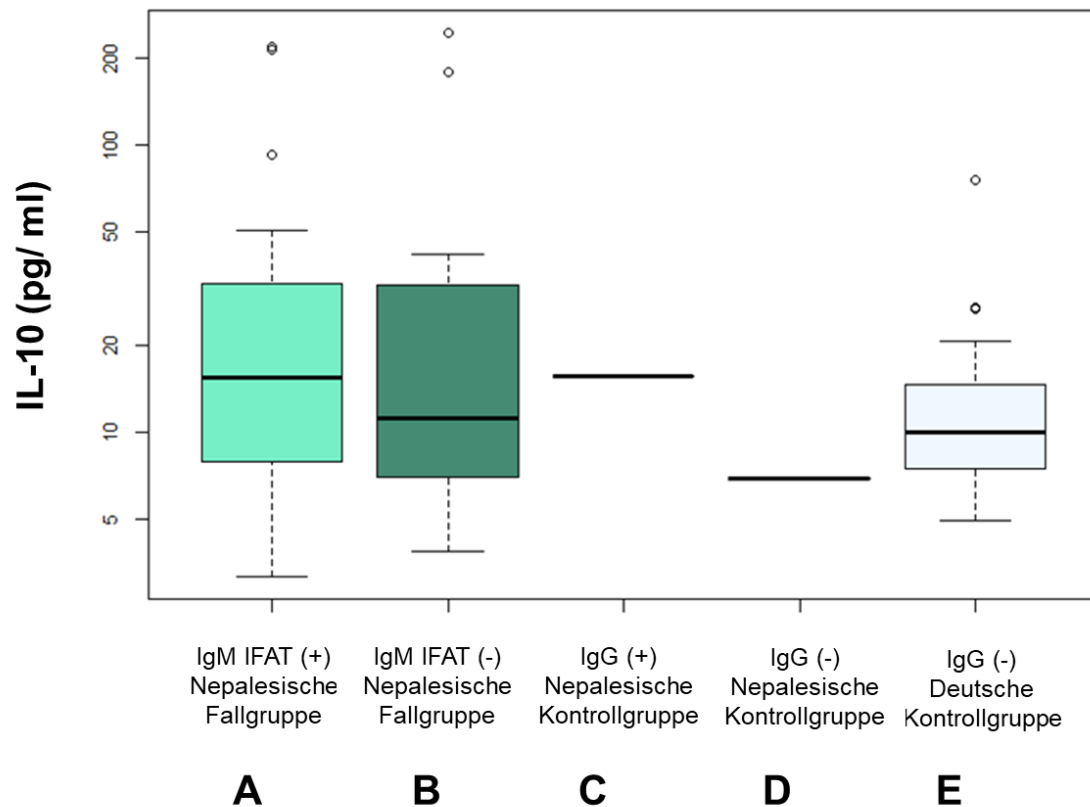 IL-10 (pg/ ml)
200
100
50
20
10
5
IgM IFAT (+)
Nepalesische
Fallgruppe
IgM IFAT (-)
Nepalesische
Fallgruppe
IgG (+)
Nepalesische
Kontrollgruppe
IgG (-)
Nepalesische
Kontrollgruppe
IgG (-)
Deutsche
Kontrollgruppe
A
B
C
D
E